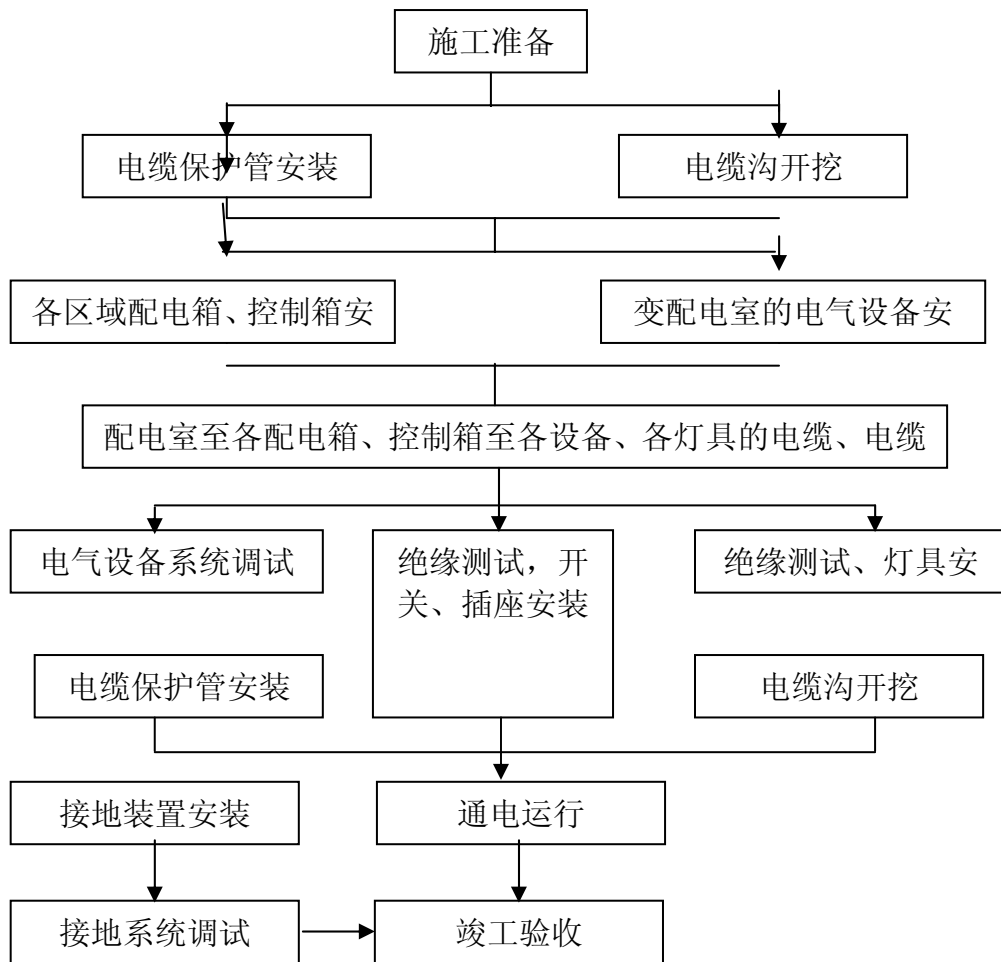 施工准备
电缆保护管安装
电缆沟开挖
各区域配电箱、控制箱安
变配电室的电气设备安
配电室至各配电箱、控制箱至各设备、各灯具的电缆、电缆
电气设备系统调试
绝缘测试，开
关、插座安装
绝缘测试、灯具安
电缆保护管安装
电缆沟开挖
接地装置安装
通电运行
接地系统调试
竣工验收